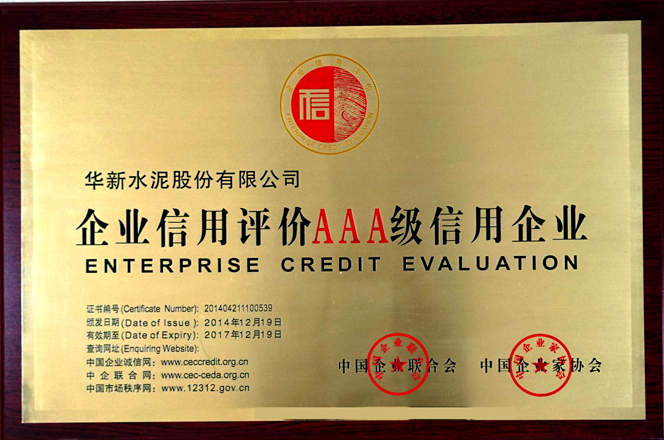 信
华新水泥股份有限公司
企业信用评价AAA级信用企业
ENTERPRISE CREDIT EVALUATION
证书编号(Certificate Number): 201404211100539
颁发日期(Date of Issue): 2014年12月19日
有效期至(Date of Expiry): 2017年12月19日
查询网址(Enquiring Website):
中国企业诚信网: www.ceccredit.org.cn
中企联合网: www.cec-ceda.org.cn
中国市场秩序网: www.12312.gov.cn
中国企业联合会 中国企业家协会